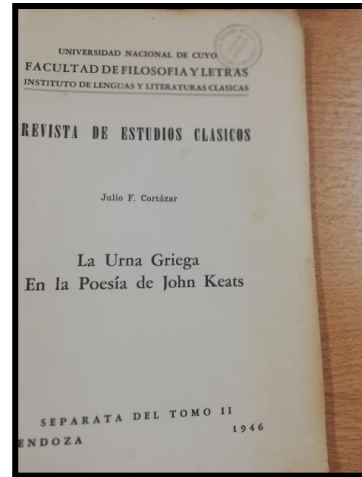 UNIVERSIDAD NACIONAL DE CUYO
FACULTAD DE FILOSOFIA Y LETRAS
INSTITUTO DE LENGUAS Y LITERATURAS CLASICAS
REVISTA DE ESTUDIOS CLASICOS
Julio F. Cortázar
La Urna Griega
En la Poesía de John Keats
SEPARATA DEL TOMO II
ENDOZA 1946